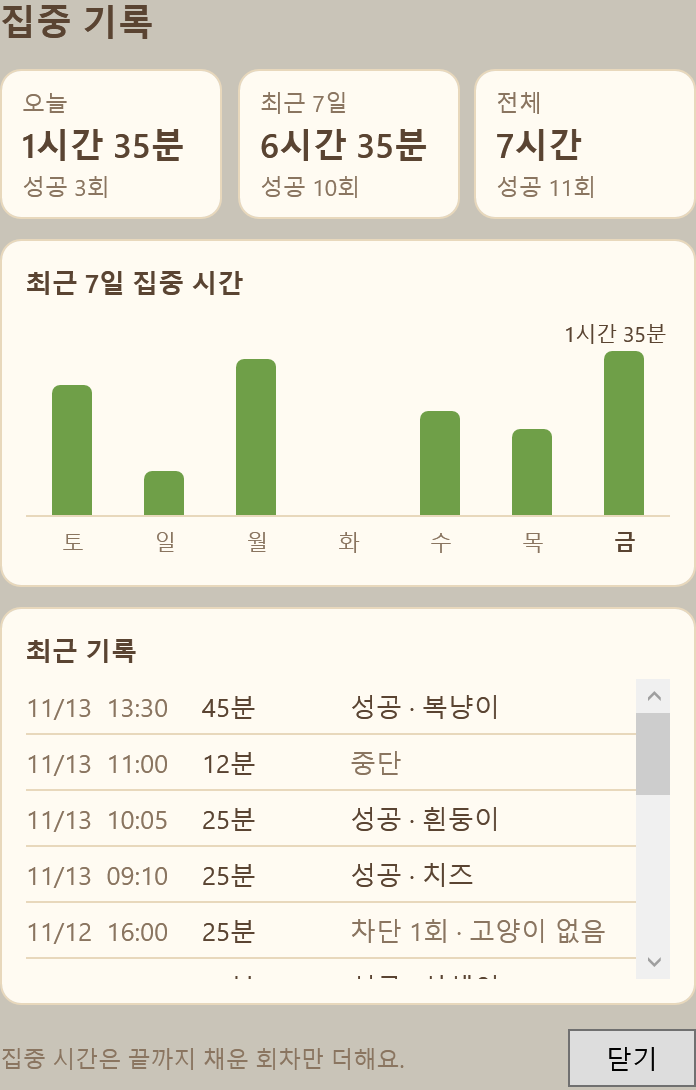 집중 기록
오늘
1시간 35분
성공 3회
최근 7일
6시간 35분
성공 10회
전체
7시간
성공 11회
최근 7일 집중 시간
1시간 35분
토 일 월 화 수 목 금
최근 기록
11/13 13:30 45분 성공 · 복냥이
11/13 11:00 12분 중단
11/13 10:05 25분 성공 · 흰둥이
11/13 09:10 25분 성공 · 치즈
11/12 16:00 25분 차단 1회 · 고양이 없음
집중 시간은 끝까지 채운 회차만 더해요.
닫기